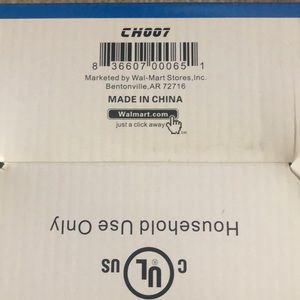 CH007
8 36607 00065 1
Marketed by Wal-Mart Stores,Inc.
Bentonville,AR 72716
MADE IN CHINA
Walmart.com
just a click away
Household Use Only
C UL US